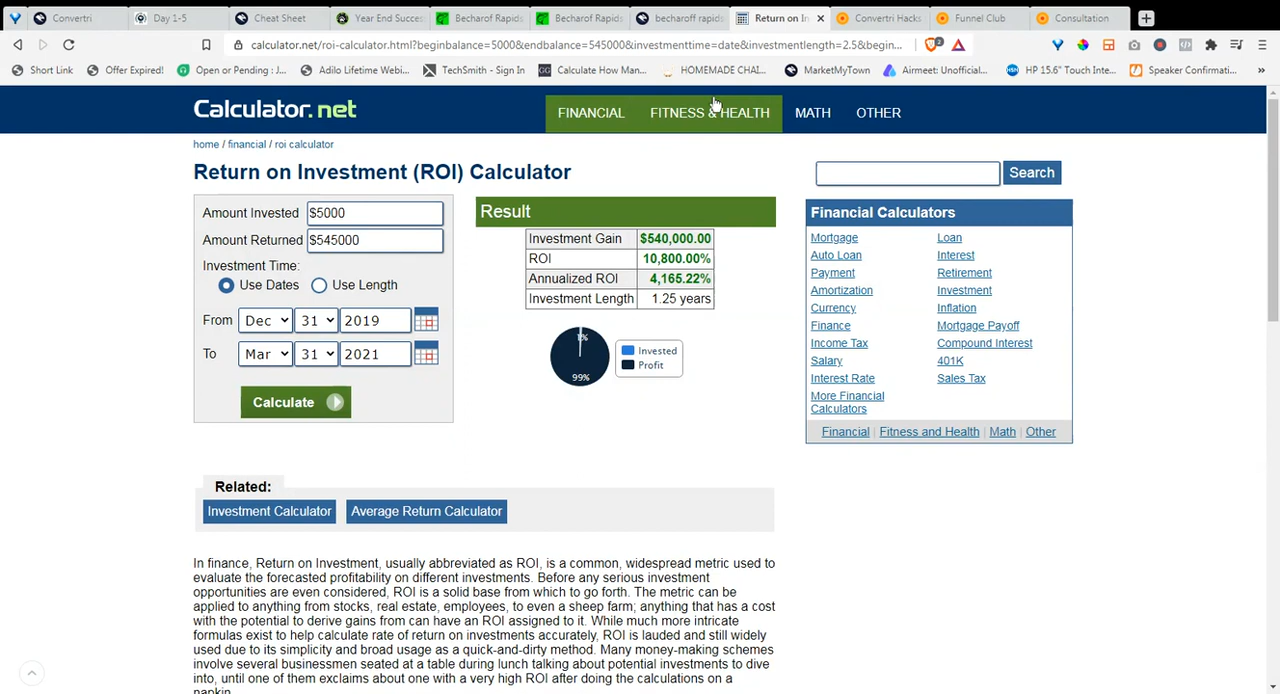 Convertri
Day 1-5
Cheat Sheet
Year End Succes
Becharof Rapids
Becharof Rapids
becharoff rapids
Return on In
Convertri Hacks
Funnel Club
Consultation
calculator.net/roi-calculator.html?beginbalance=5000&endbalance=545000&investmenttime=date&investmentlength=2.5&begin...
Short Link
Offer Expired!
Open or Pending : J...
Adilo Lifetime Webi...
TechSmith - Sign In
Calculate How Man...
HOMEMADE CHAI...
MarketMyTown
Airmeet: Unofficial...
HP 15.6" Touch Inte...
Speaker Confirmati...
Calculator.net
FINANCIAL
FITNESS & HEALTH
MATH
OTHER
home / financial / roi calculator
Return on Investment (ROI) Calculator
Search
Amount Invested $5000
Amount Returned $545000
Investment Time:
Use Dates Use Length
From Dec 31 2019
To Mar 31 2021
Calculate
Result
Investment Gain $540,000.00
ROI 10,800.00%
Annualized ROI 4,165.22%
Investment Length 1.25 years
1%
99%
Invested
Profit
Financial Calculators
Mortgage Loan
Auto Loan Interest
Payment Retirement
Amortization Investment
Currency Inflation
Finance Mortgage Payoff
Income Tax Compound Interest
Salary 401K
Interest Rate Sales Tax
More Financial
Calculators
Financial | Fitness and Health | Math | Other
Related:
Investment Calculator Average Return Calculator
In finance, Return on Investment, usually abbreviated as ROI, is a common, widespread metric used to
evaluate the forecasted profitability on different investments. Before any serious investment
opportunities are even considered, ROI is a solid base from which to go forth. The metric can be
applied to anything from stocks, real estate, employees, to even a sheep farm; anything that has a cost
with the potential to derive gains from can have an ROI assigned to it. While much more intricate
formulas exist to help calculate rate of return on investments accurately, ROI is lauded and still widely
used due to its simplicity and broad usage as a quick-and-dirty method. Many money-making schemes
involve several businessmen seated at a table during lunch talking about potential investments to dive
into, until one of them exclaims about one with a very high ROI after doing the calculations on a
napkin.